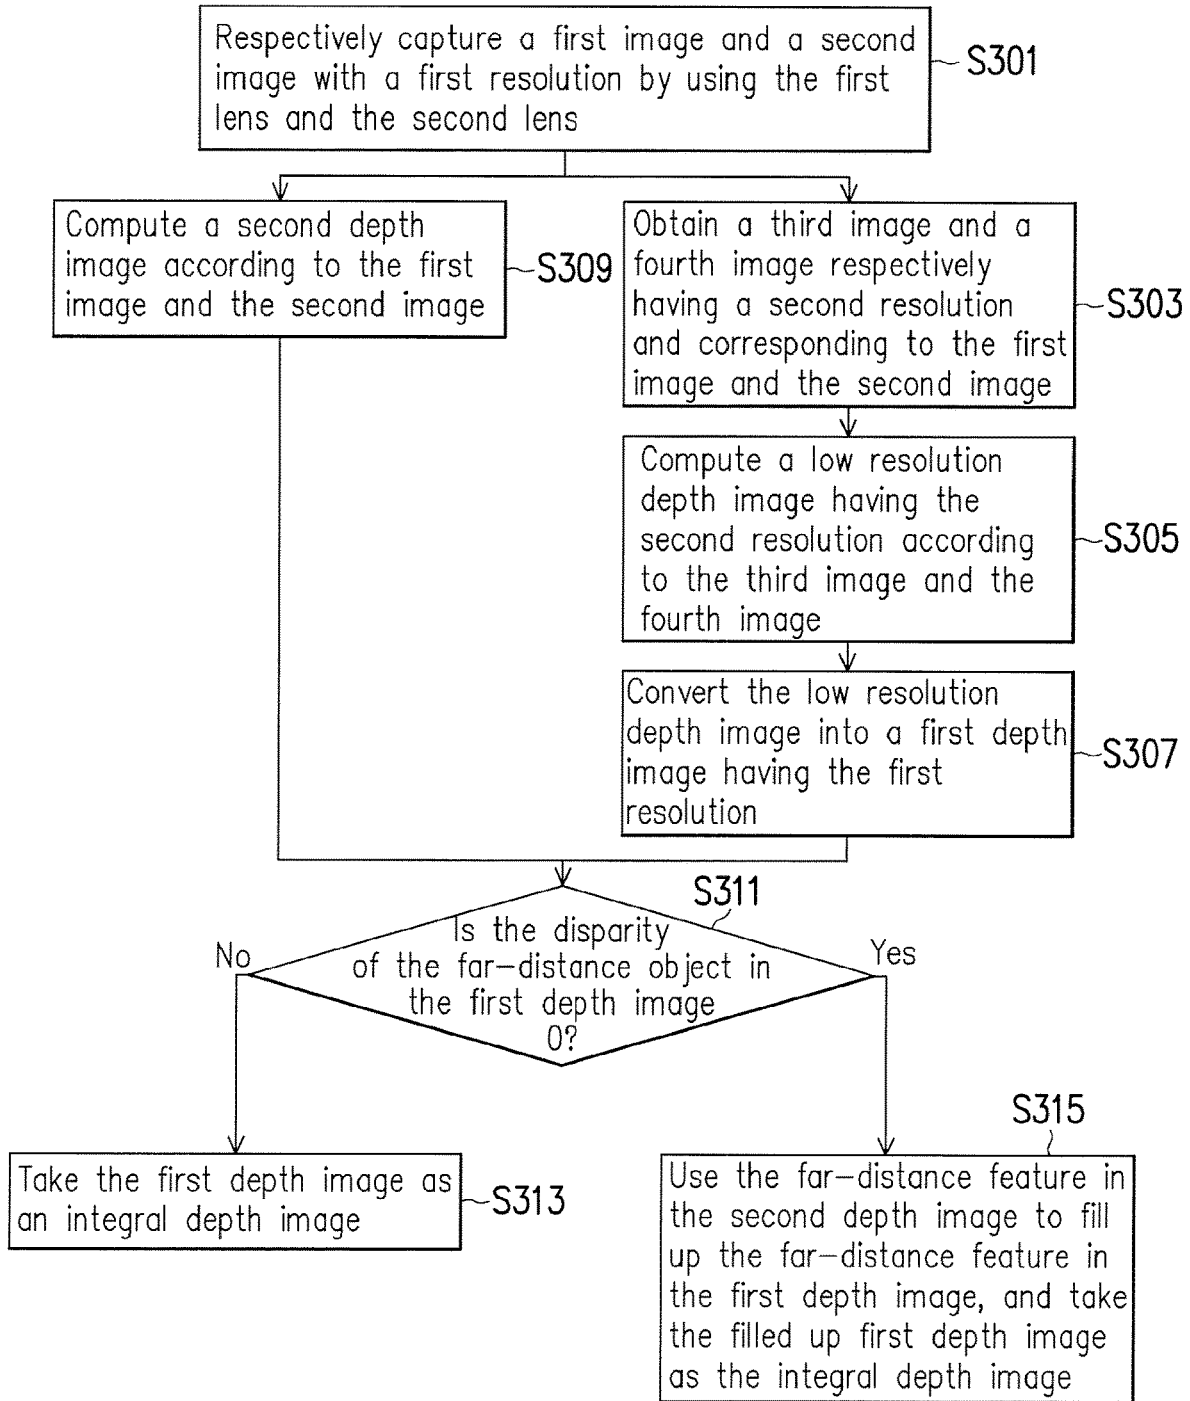 Respectively capture a first image and a second
image with a first resolution by using the first
lens and the second lens
S301
Compute a second depth
image according to the first
image and the second image
S309
Obtain a third image and a
fourth image respectively
having a second resolution
and corresponding to the first
image and the second image
S303
Compute a low resolution
depth image having the
second resolution according
to the third image and the
fourth image
S305
Convert the low resolution
depth image into a first depth
image having the first
resolution
S307
S311
Is the disparity
of the far-distance object in
the first depth image
0?
No
Yes
Take the first depth image as
an integral depth image
S313
S315
Use the far-distance feature in
the second depth image to fill
up the far-distance feature in
the first depth image, and take
the filled up first depth image
as the integral depth image